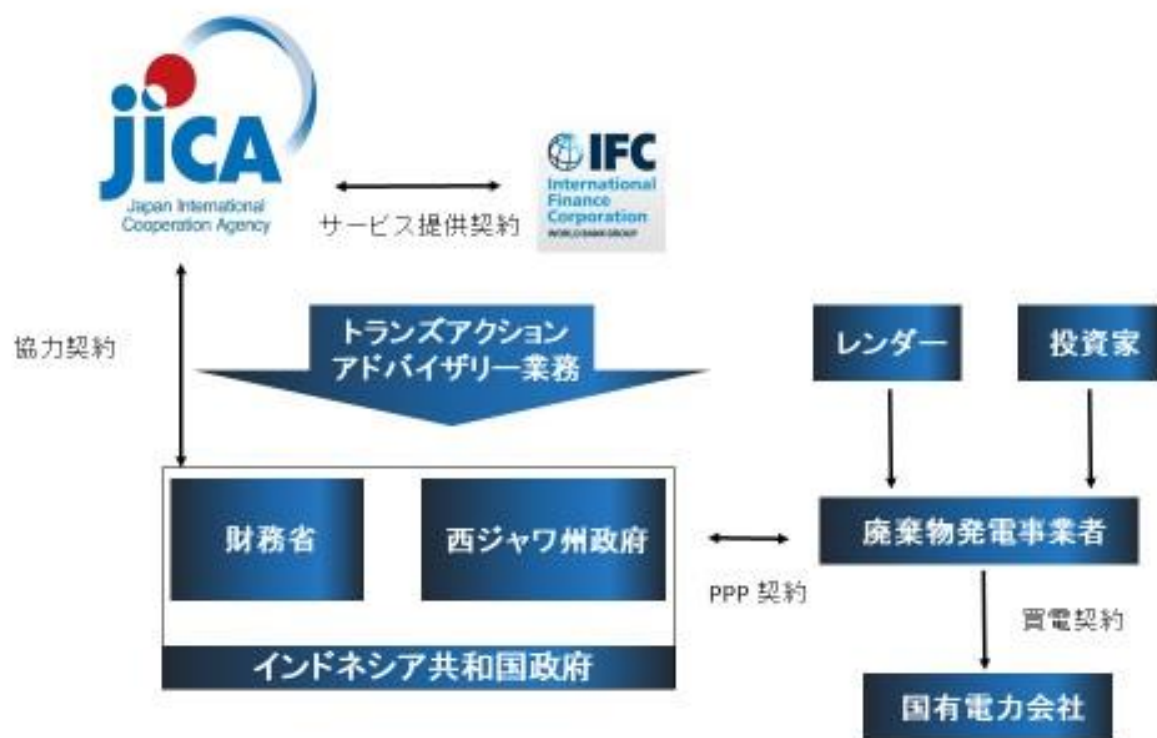 jiCA
Japan International
Cooperation Agency
IFC
International
Finance
Corporation
WORLD BANK GROUP
サービス提供契約
協力契約
トランズアクション
アドバイザリー業務
レンダー
投資家
財務省
西ジャワ州政府
インドネシア共和国政府
PPP 契約
廃棄物発電事業者
買電契約
国有電力会社